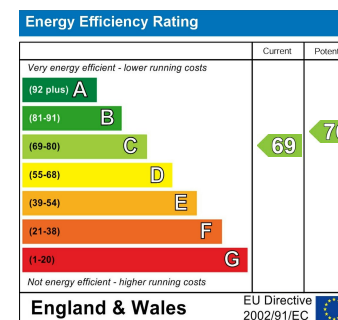 Energy Efficiency Rating
Current
Very energy efficient - lower running costs
(92 plus) A
(81-91) B
(69-80) C
69
(55-68) D
(39-54) E
(21-38) F
(1-20) G
Not energy efficient - higher running costs
England & Wales
EU Directive
2002/91/EC